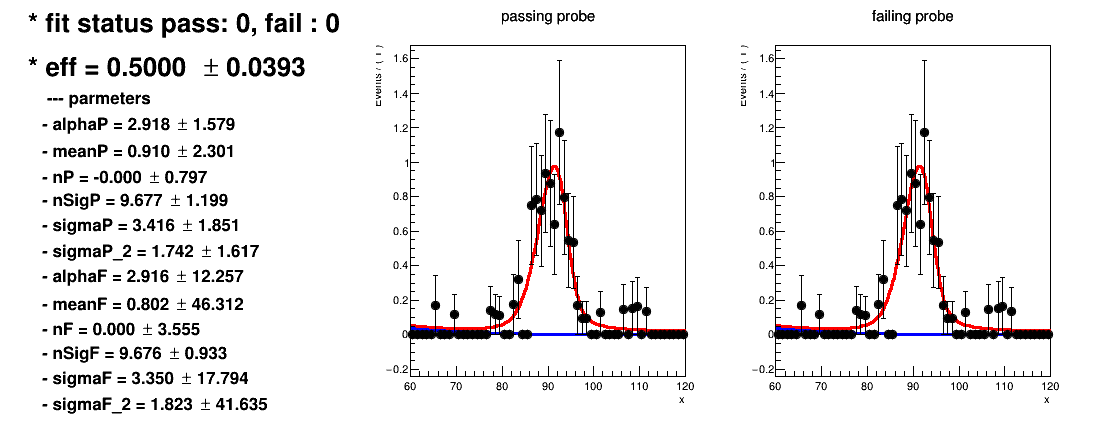 * fit status pass: 0, fail : 0
* eff = 0.5000 ± 0.0393
--- parmeters
- alphaP = 2.918 ± 1.579
- meanP = 0.910 ± 2.301
- nP = -0.000 ± 0.797
- nSigP = 9.677 ± 1.199
- sigmaP = 3.416 ± 1.851
- sigmaP_2 = 1.742 ± 1.617
- alphaF = 2.916 ± 12.257
- meanF = 0.802 ± 46.312
- nF = 0.000 ± 3.555
- nSigF = 9.676 ± 0.933
- sigmaF = 3.350 ± 17.794
- sigmaF_2 = 1.823 ± 41.635
passing probe
Events / ( 1 )
1.6
1.4
1.2
1
0.8
0.6
0.4
0.2
0
−0.2
60 70 80 90 100 110 120
x
failing probe
Events / ( 1 )
1.6
1.4
1.2
1
0.8
0.6
0.4
0.2
0
−0.2
60 70 80 90 100 110 120
x